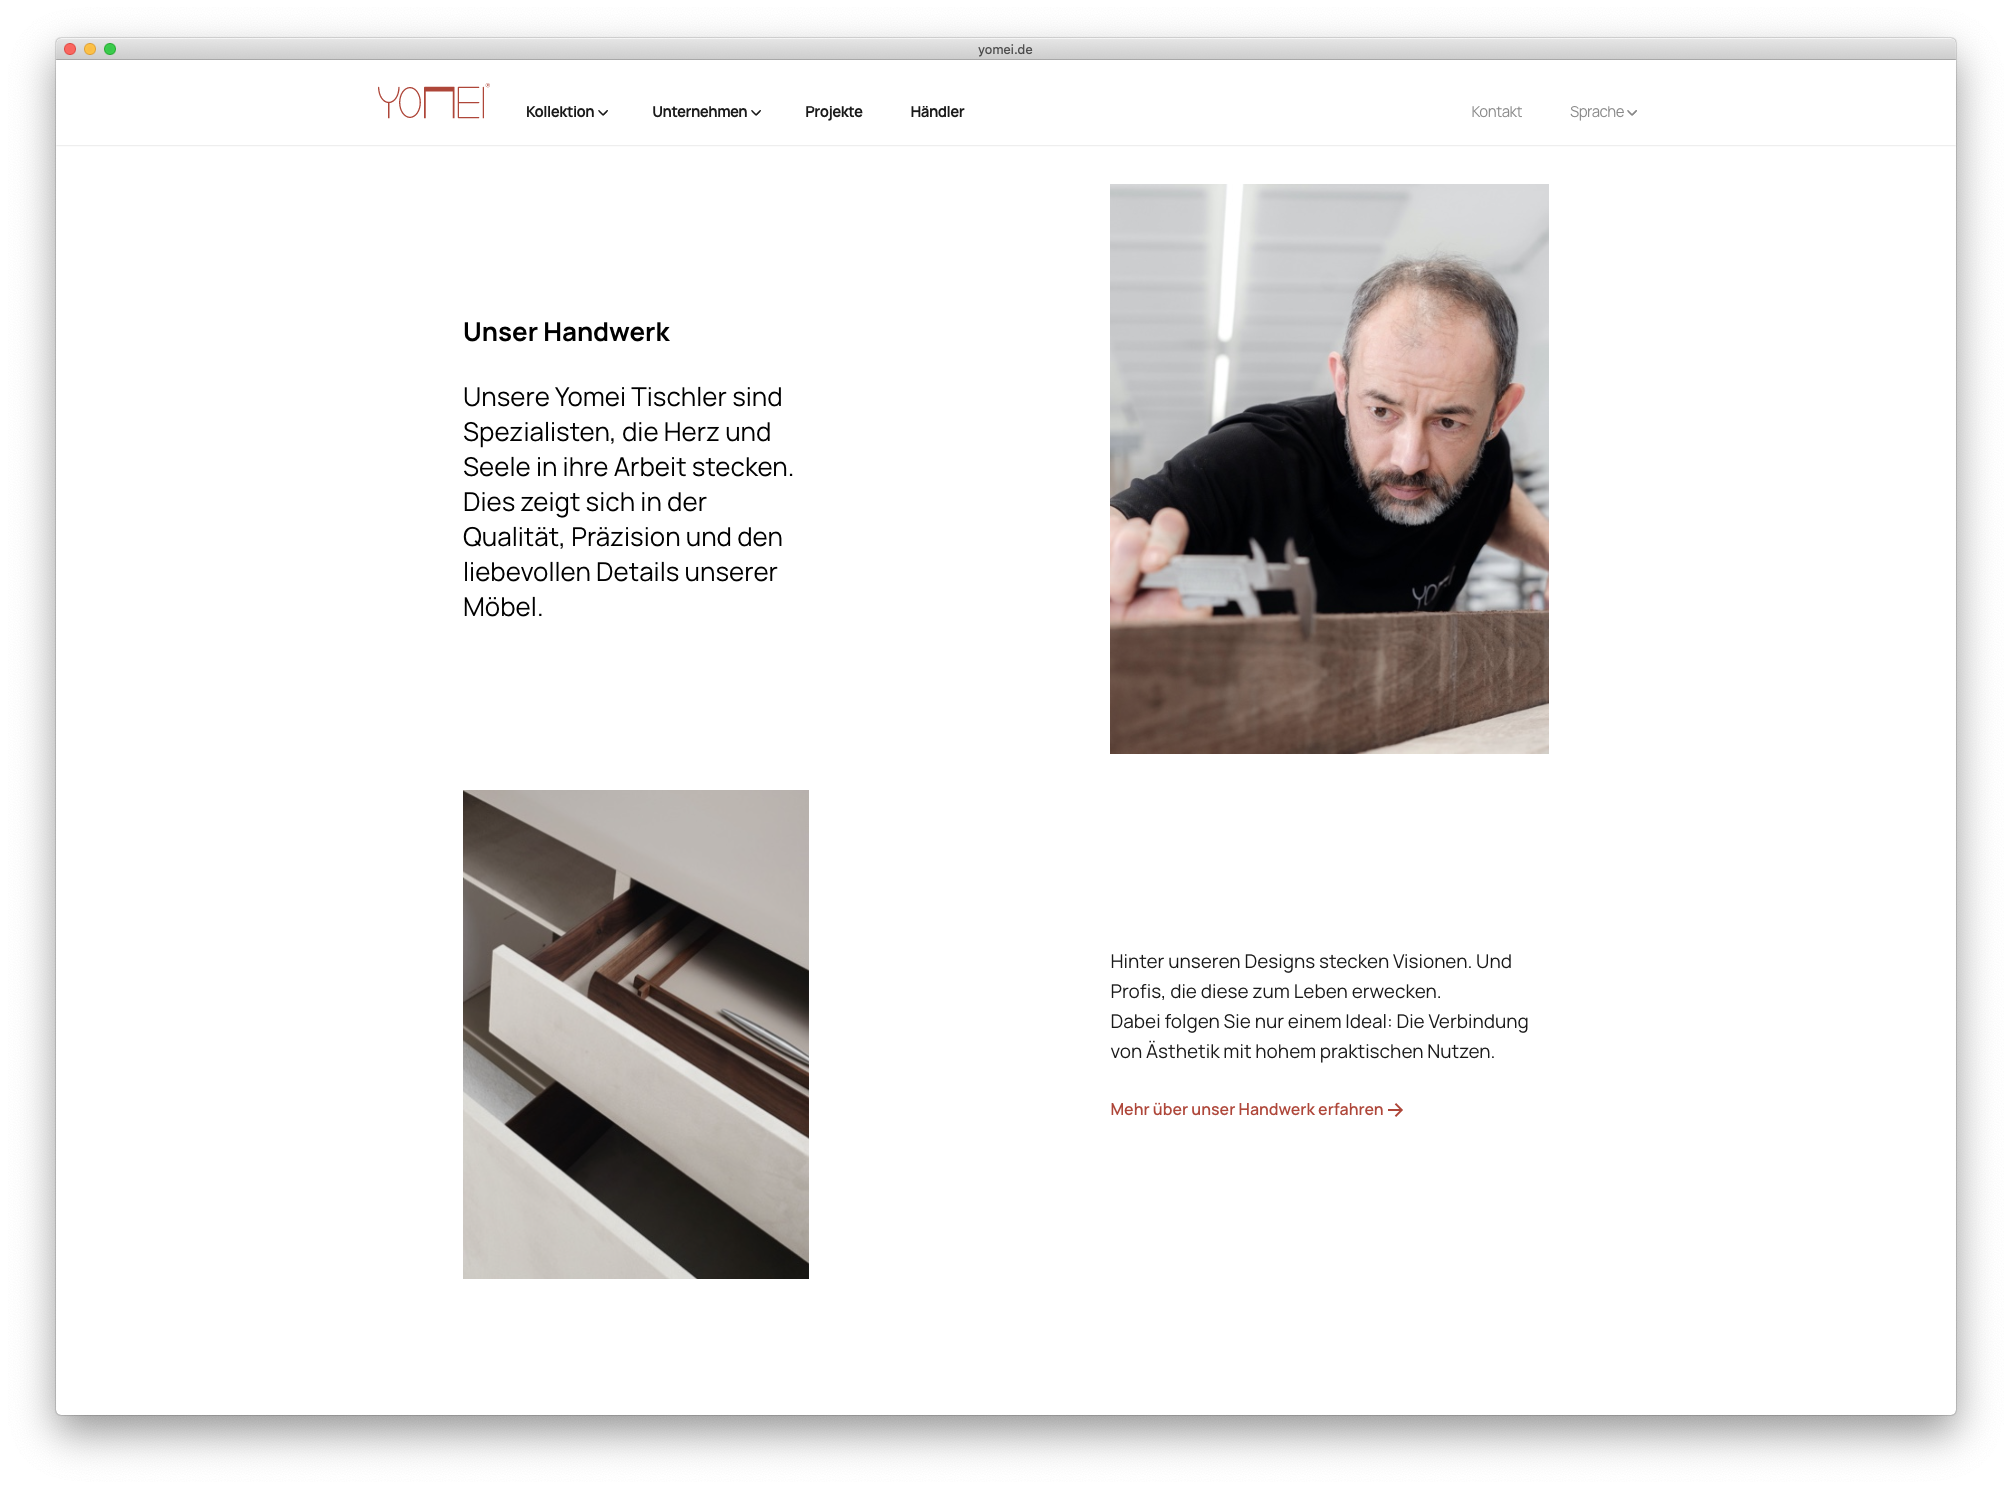 yomei.de
YOMEI
Kollektion
Unternehmen
Projekte
Händler
Kontakt
Sprache
Unser Handwerk
Unsere Yomei Tischler sind
Spezialisten, die Herz und
Seele in ihre Arbeit stecken.
Dies zeigt sich in der
Qualität, Präzision und den
liebevollen Details unserer
Möbel.
Hinter unseren Designs stecken Visionen. Und
Profis, die diese zum Leben erwecken.
Dabei folgen Sie nur einem Ideal: Die Verbindung
von Ästhetik mit hohem praktischen Nutzen.
Mehr über unser Handwerk erfahren →